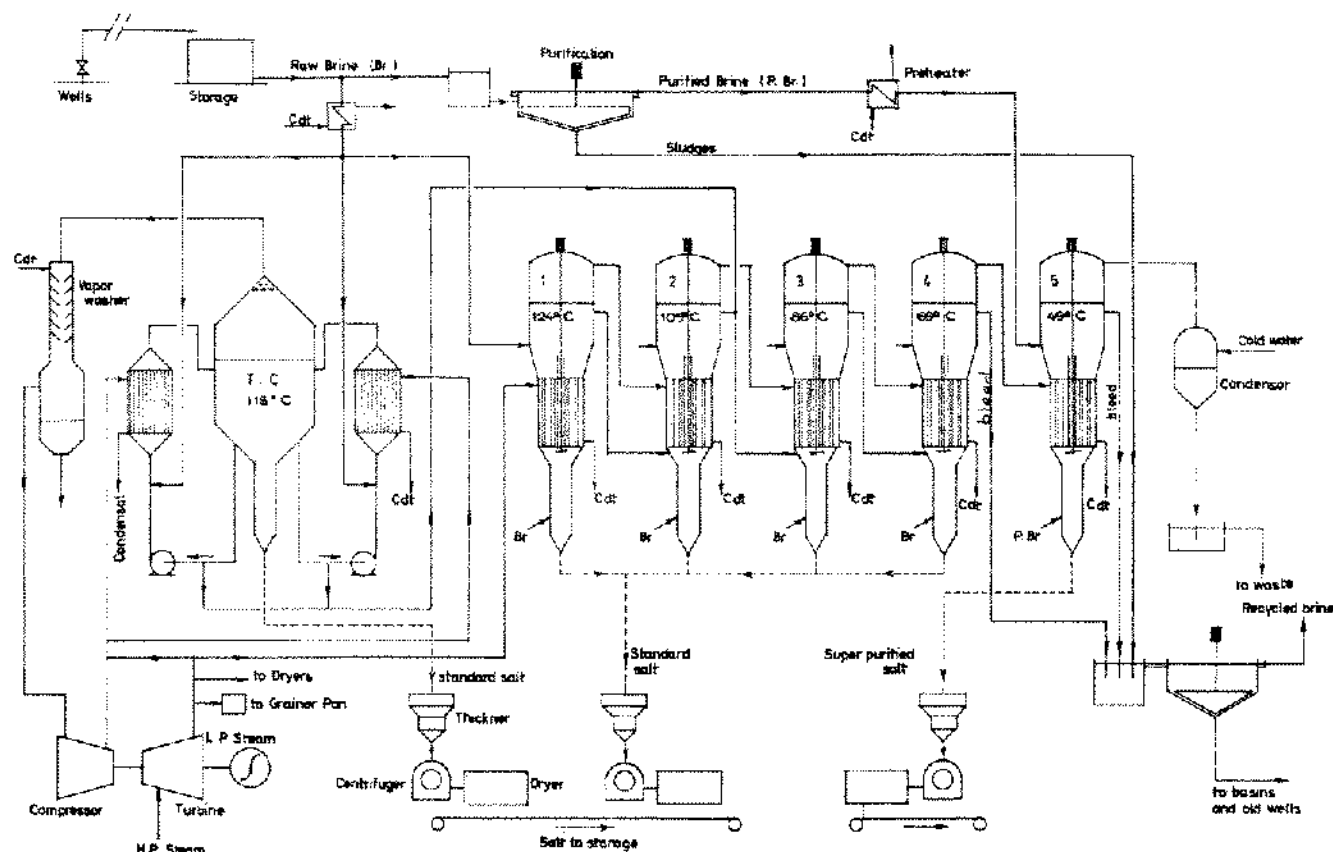 Purification
Raw Brine (Br)
Purified Brine (P. Br.)
Preheater
Wells
Storage
Cdt
Cdt
Sludges
Cdt
Vapor
washer
1
2
3
4
5
124° C
86° C
69° C
49° C
Cold water
Condensor
118° C
bleed
bleed
Condensat
Cdt
Cdt
Cdt
Cdt
Cdt
Cdt
Br
Br
Br
Br
P. Br
to waste
Recycled brine
Standard
salt
Super purified
salt
standard salt
to Dryers
to Grainer Pan
Thickner
L.P. Steam
Centrifuger
Dryer
Compressor
Turbine
Salt to storage
to basins
and old wells
H.P. Steam